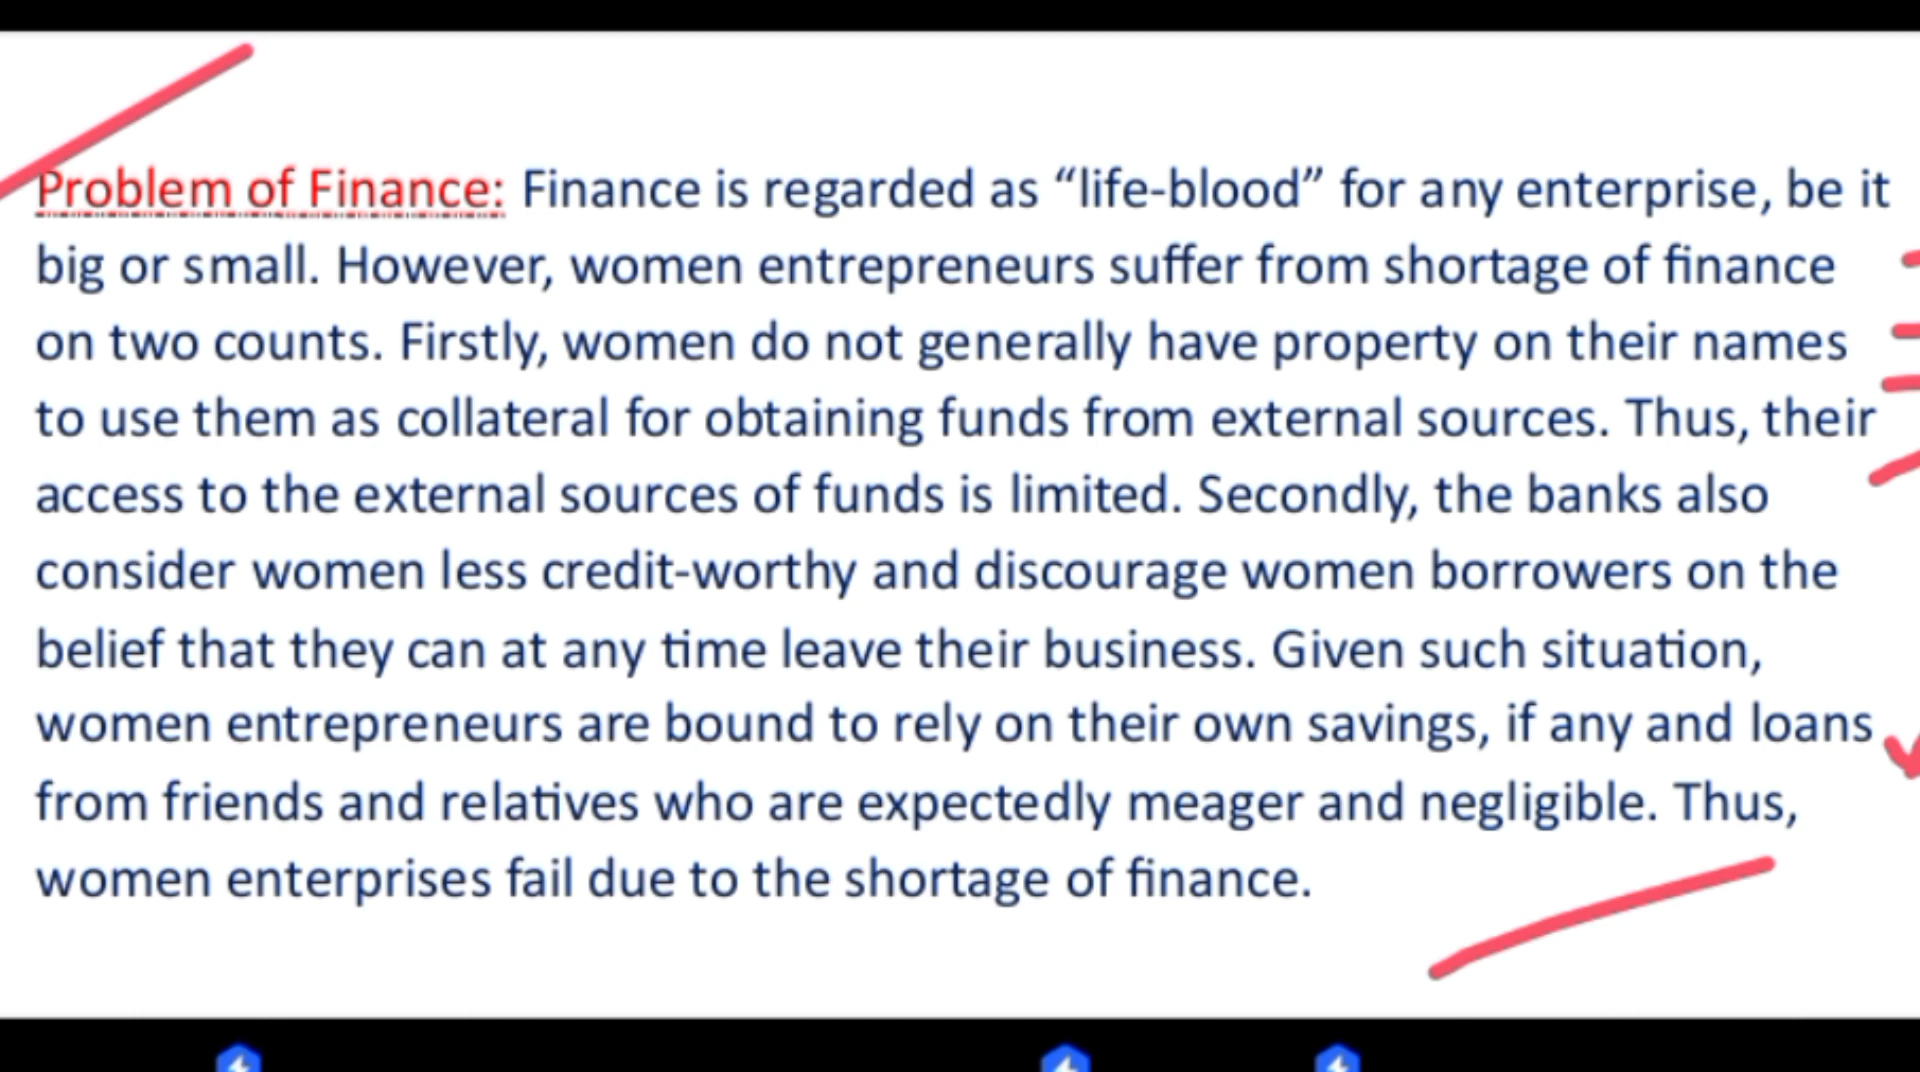 Problem of Finance: Finance is regarded as “life-blood” for any enterprise, be it
big or small. However, women entrepreneurs suffer from shortage of finance
on two counts. Firstly, women do not generally have property on their names
to use them as collateral for obtaining funds from external sources. Thus, their
access to the external sources of funds is limited. Secondly, the banks also
consider women less credit-worthy and discourage women borrowers on the
belief that they can at any time leave their business. Given such situation,
women entrepreneurs are bound to rely on their own savings, if any and loans
from friends and relatives who are expectedly meager and negligible. Thus,
women enterprises fail due to the shortage of finance.